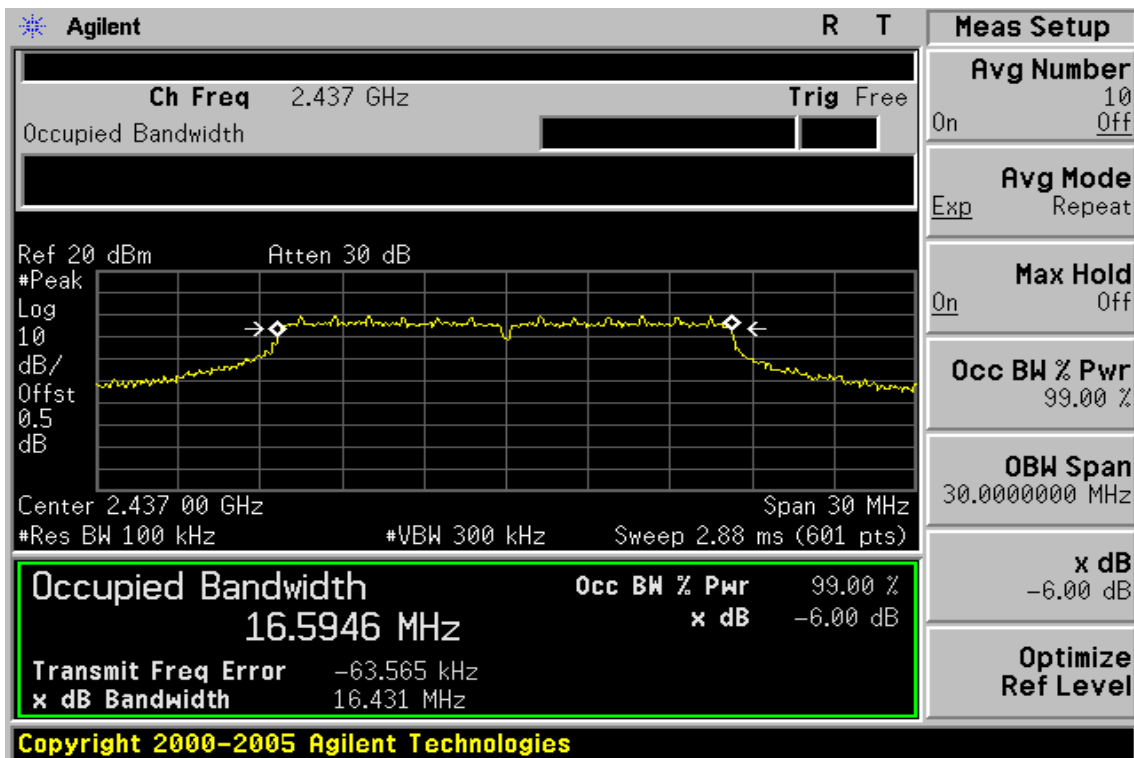 Agilent R T
Ch Freq 2.437 GHz Trig Free
Occupied Bandwidth
Ref 20 dBm Atten 30 dB
#Peak
Log
10
dB/
Offst
0.5
dB
Center 2.437 00 GHz Span 30 MHz
#Res BW 100 kHz #VBW 300 kHz Sweep 2.88 ms (601 pts)
Occupied Bandwidth
16.5946 MHz
Occ BW % Pwr 99.00 %
x dB -6.00 dB
Transmit Freq Error -63.565 kHz
x dB Bandwidth 16.431 MHz
Copyright 2000-2005 Agilent Technologies
Meas Setup
Avg Number
10
On Off
Avg Mode
Exp Repeat
Max Hold
On Off
Occ BW % Pwr
99.00 %
OBW Span
30.0000000 MHz
x dB
-6.00 dB
Optimize
Ref Level